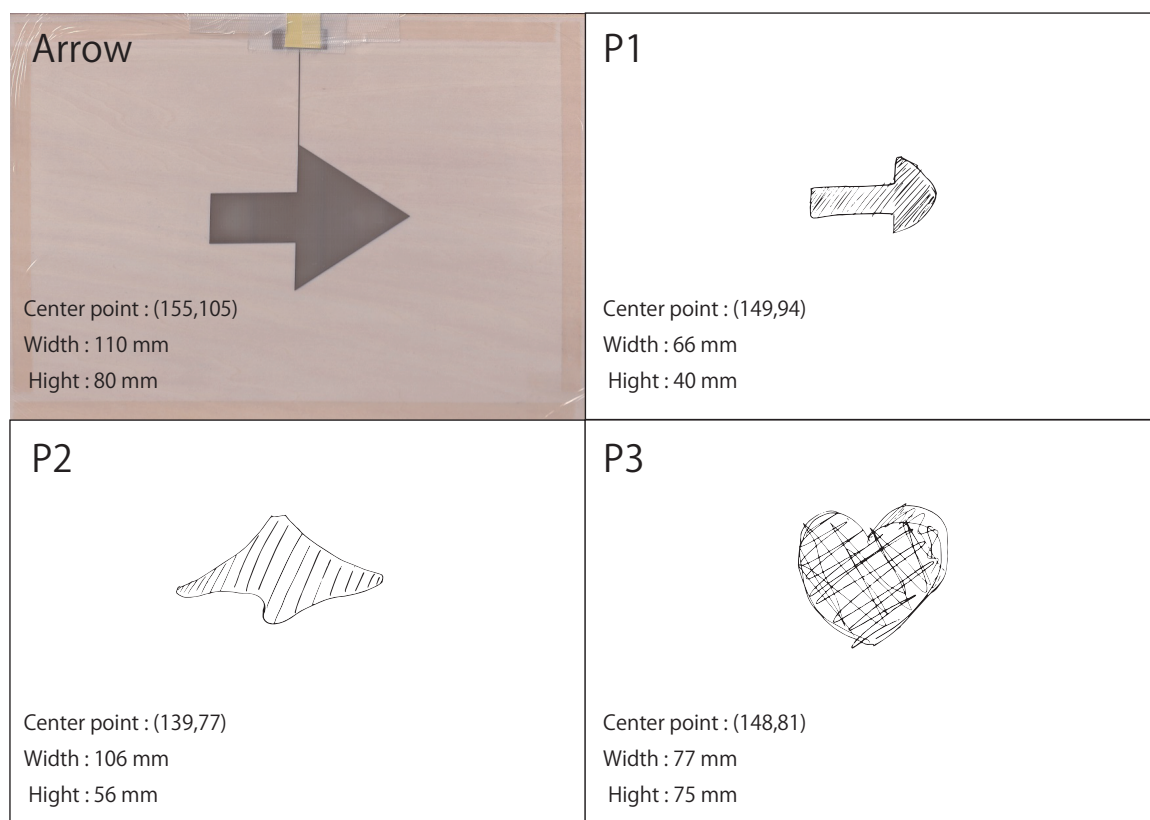 Arrow
Center point : (155,105)
Width : 110 mm
Hight : 80 mm
P1
Center point : (149,94)
Width : 66 mm
Hight : 40 mm
P2
Center point : (139,77)
Width : 106 mm
Hight : 56 mm
P3
Center point : (148,81)
Width : 77 mm
Hight : 75 mm